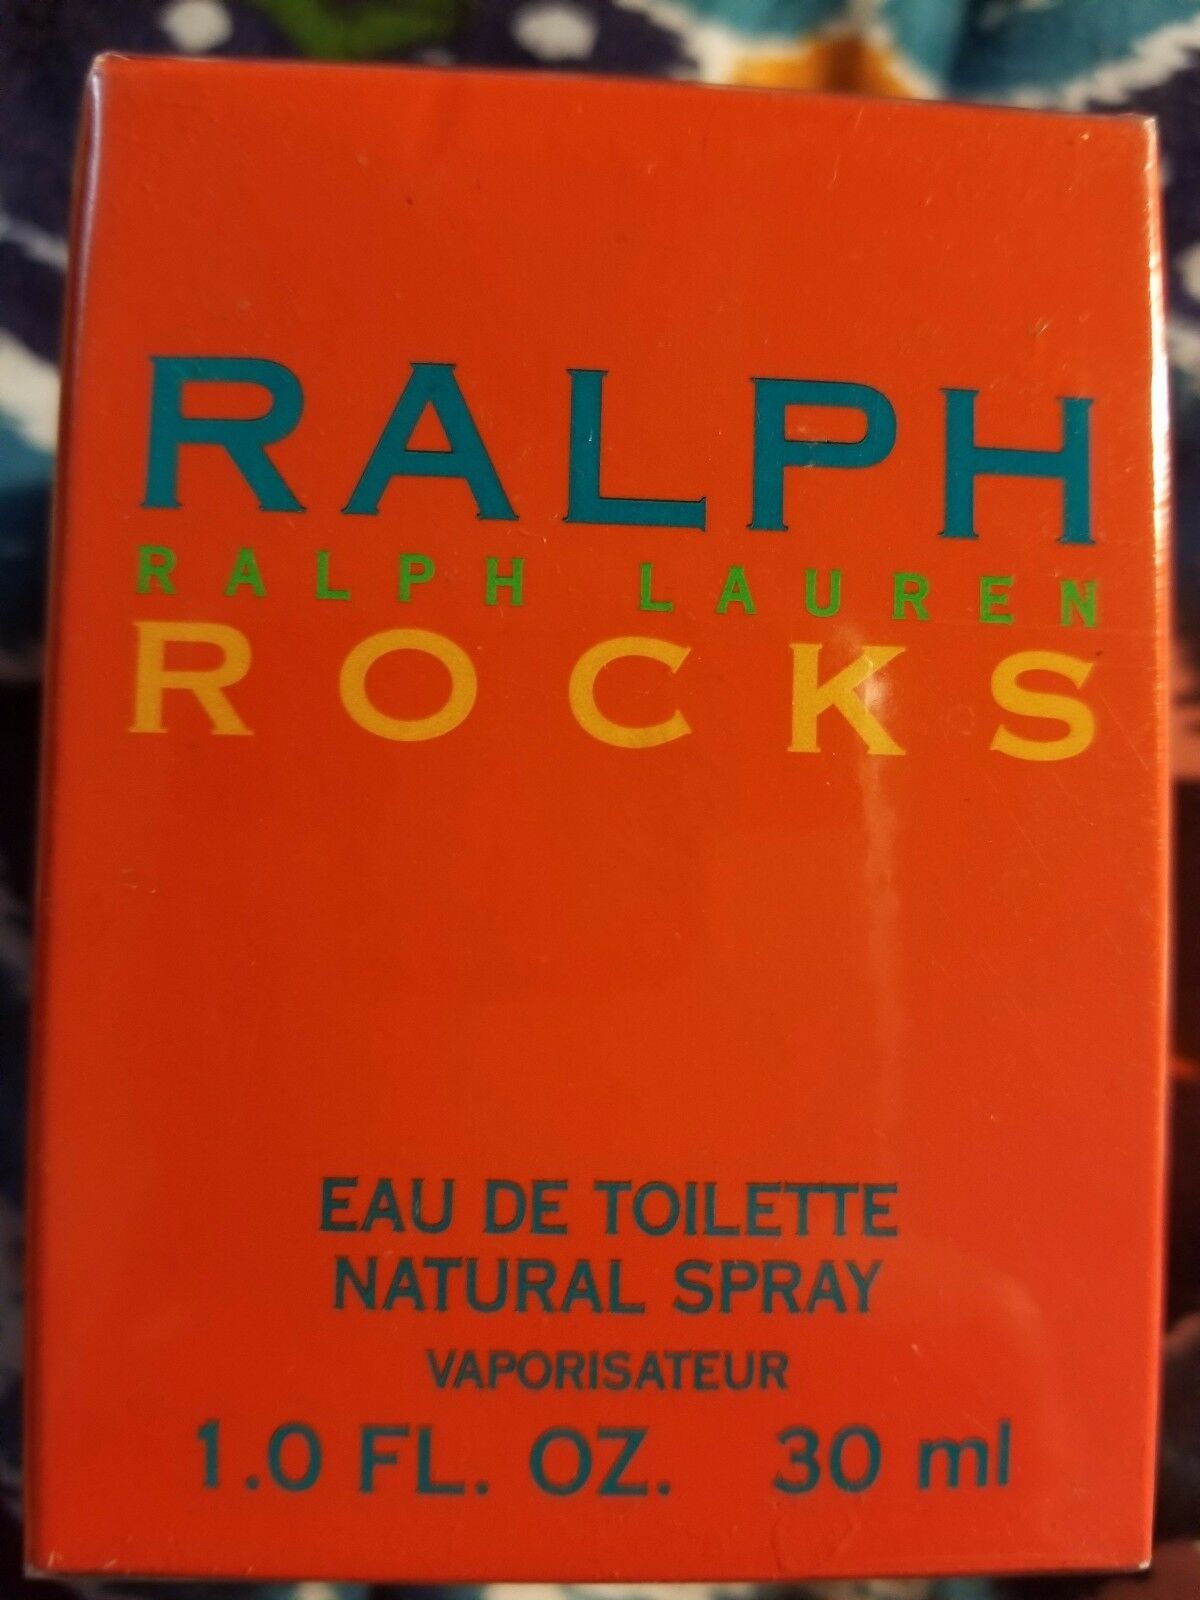 RALPH
RALPH LAUREN
ROCKS
EAU DE TOILETTE
NATURAL SPRAY
VAPORISATEUR
1.0 FL. OZ. 30 ml